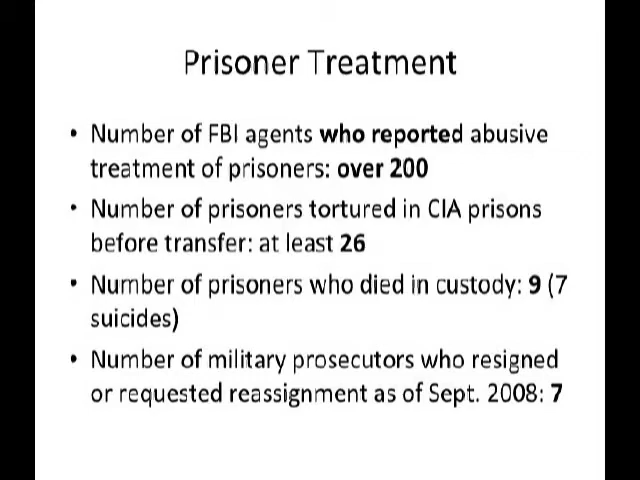 Prisoner Treatment
• Number of FBI agents who reported abusive
treatment of prisoners: over 200
• Number of prisoners tortured in CIA prisons
before transfer: at least 26
• Number of prisoners who died in custody: 9 (7
suicides)
• Number of military prosecutors who resigned
or requested reassignment as of Sept. 2008: 7